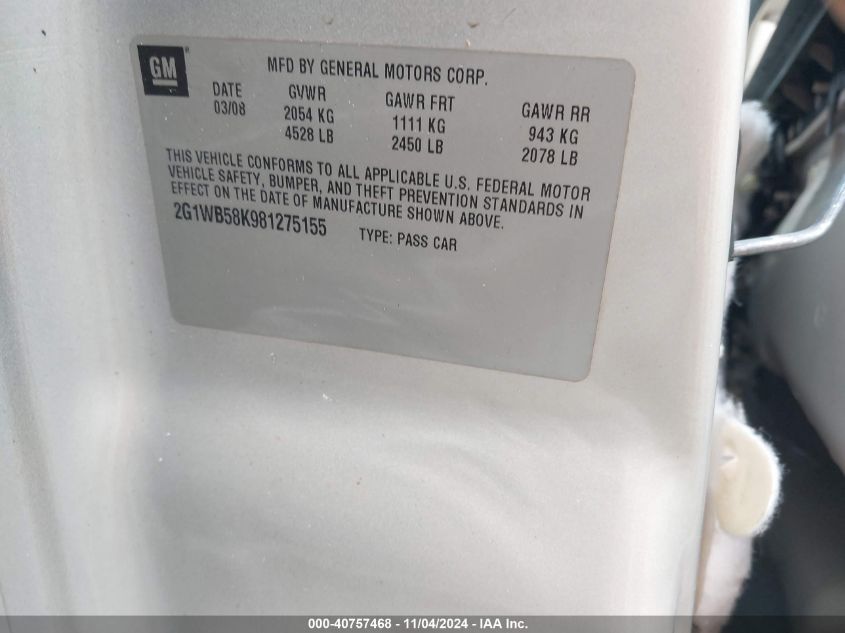 GM ®
MFD BY GENERAL MOTORS CORP.
DATE GVWR GAWR FRT GAWR RR
03/08 2054 KG 1111 KG 943 KG
4528 LB 2450 LB 2078 LB
THIS VEHICLE CONFORMS TO ALL APPLICABLE U.S. FEDERAL MOTOR
VEHICLE SAFETY, BUMPER, AND THEFT PREVENTION STANDARDS IN
EFFECT ON THE DATE OF MANUFACTURE SHOWN ABOVE.
2G1WB58K981275155 TYPE: PASS CAR
000-40757468 - 11/04/2024 - IAA Inc.